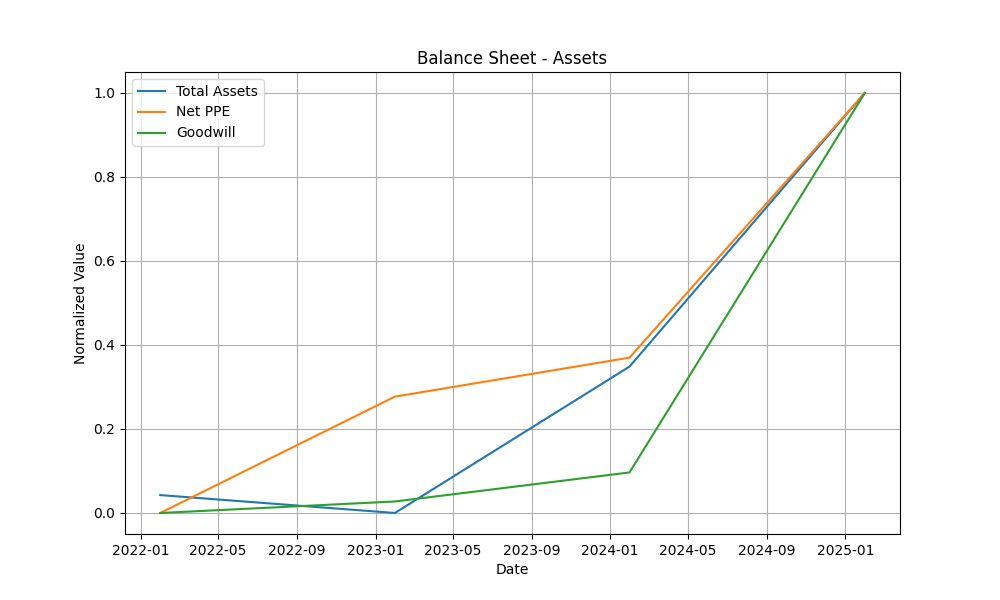 Balance Sheet - Assets
Total Assets
Net PPE
Goodwill
1.0
0.8
0.6
0.4
0.2
0.0
Normalized Value
2022-01 2022-05 2022-09 2023-01 2023-05 2023-09 2024-01 2024-05 2024-09 2025-01
Date